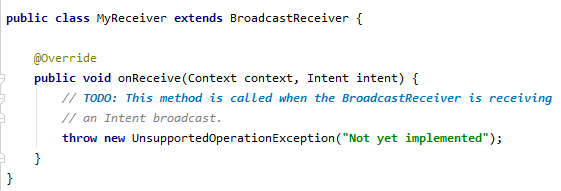 public class MyReceiver extends BroadcastReceiver {
@Override
public void onReceive(Context context, Intent intent) {
// TODO: This method is called when the BroadcastReceiver is receiving
// an Intent broadcast.
throw new UnsupportedOperationException("Not yet implemented");
}
}